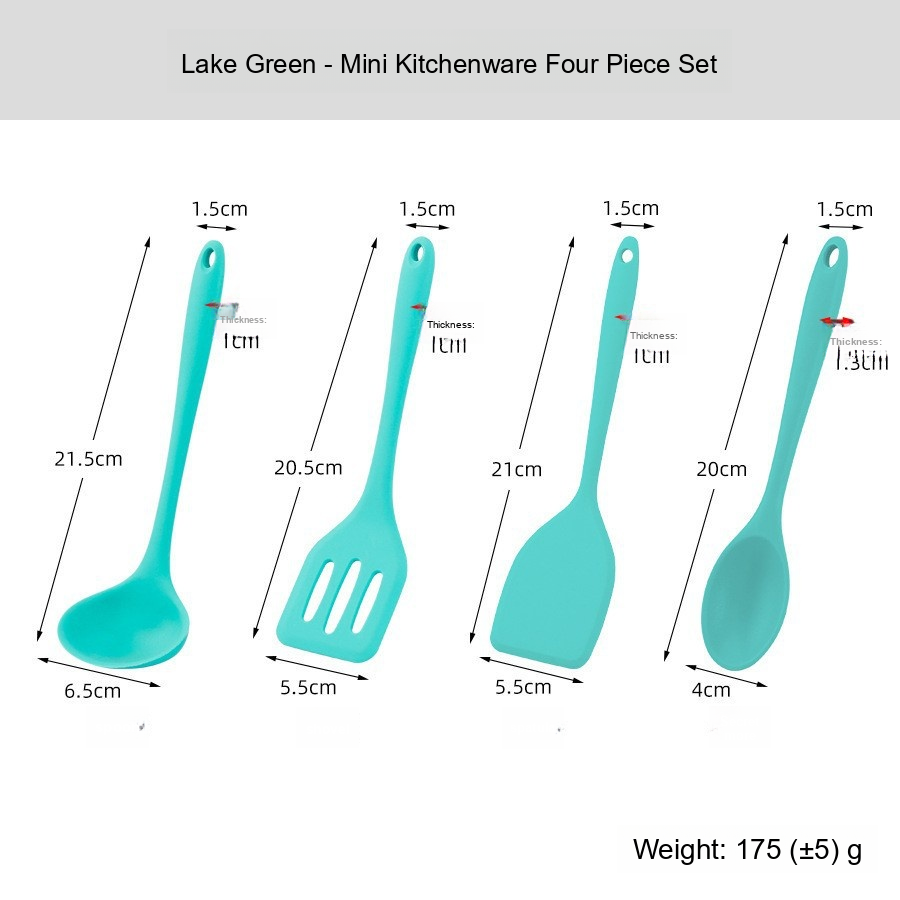 Lake Green - Mini Kitchenware Four Piece Set
1.5cm
1.5cm
1.5cm
1.5cm
Thickness:
1cm
Thickness:
1cm
Thickness:
1cm
Thickness:
1.3cm
21.5cm
20.5cm
21cm
20cm
6.5cm
5.5cm
5.5cm
4cm
Weight: 175 (±5) g